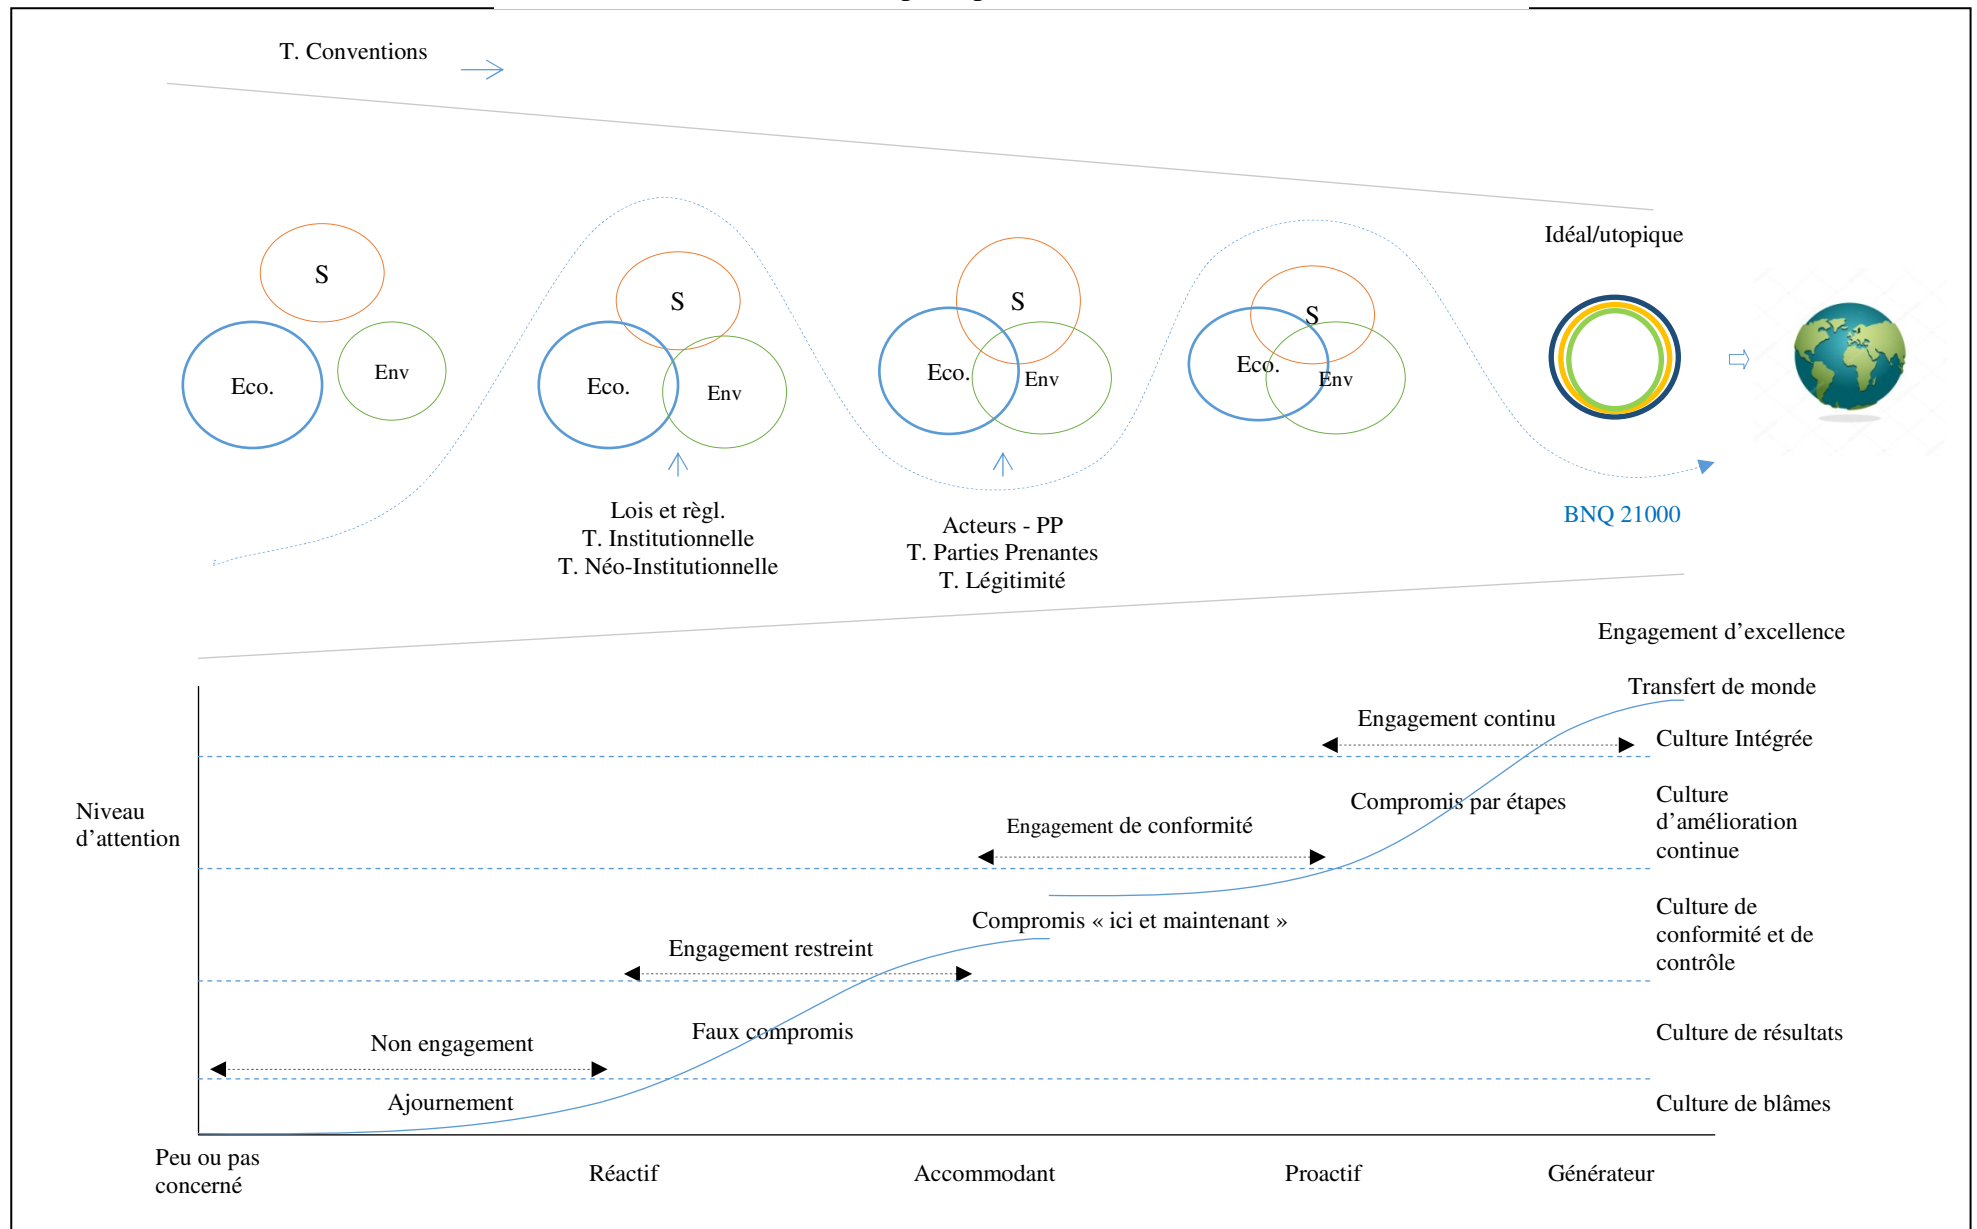 T. Conventions
Idéal/utopique
S
Eco.
Env
S
Eco.
Env
S
Eco.
Env
S
Eco.
Env
Lois et règl.
T. Institutionnelle
T. Néo-Institutionnelle
Acteurs - PP
T. Parties Prenantes
T. Légitimité
BNQ 21000
Engagement d’excellence
Transfert de monde
Engagement continu
Culture Intégrée
Niveau
d’attention
Compromis par étapes
Culture
d’amélioration
continue
Engagement de conformité
Compromis « ici et maintenant »
Culture de
conformité et de
contrôle
Engagement restreint
Faux compromis
Culture de résultats
Non engagement
Ajournement
Culture de blâmes
Peu ou pas
concerné
Réactif
Accommodant
Proactif
Générateur